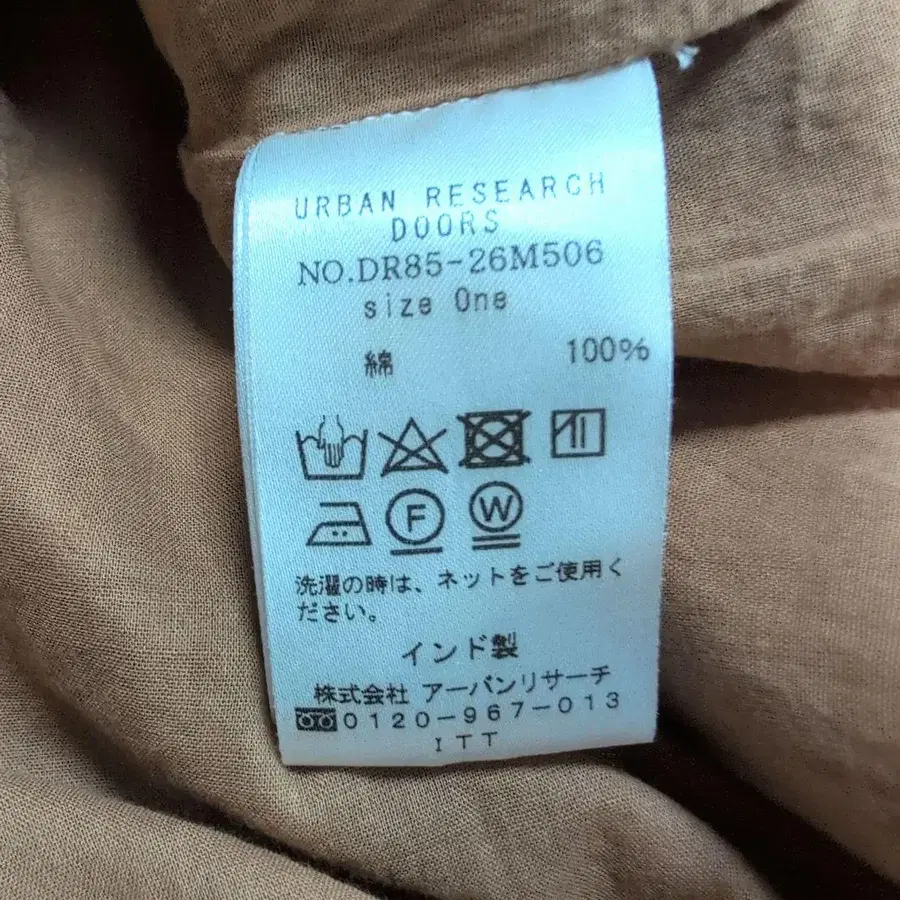 URBAN RESEARCH
DOORS
NO.DR85-26M506
size One
綿 100%
F W
洗濯の時は、ネットをご使用く
ださい。
インド製
株式会社 アーバンリサーチ
0120-967-013
ITT